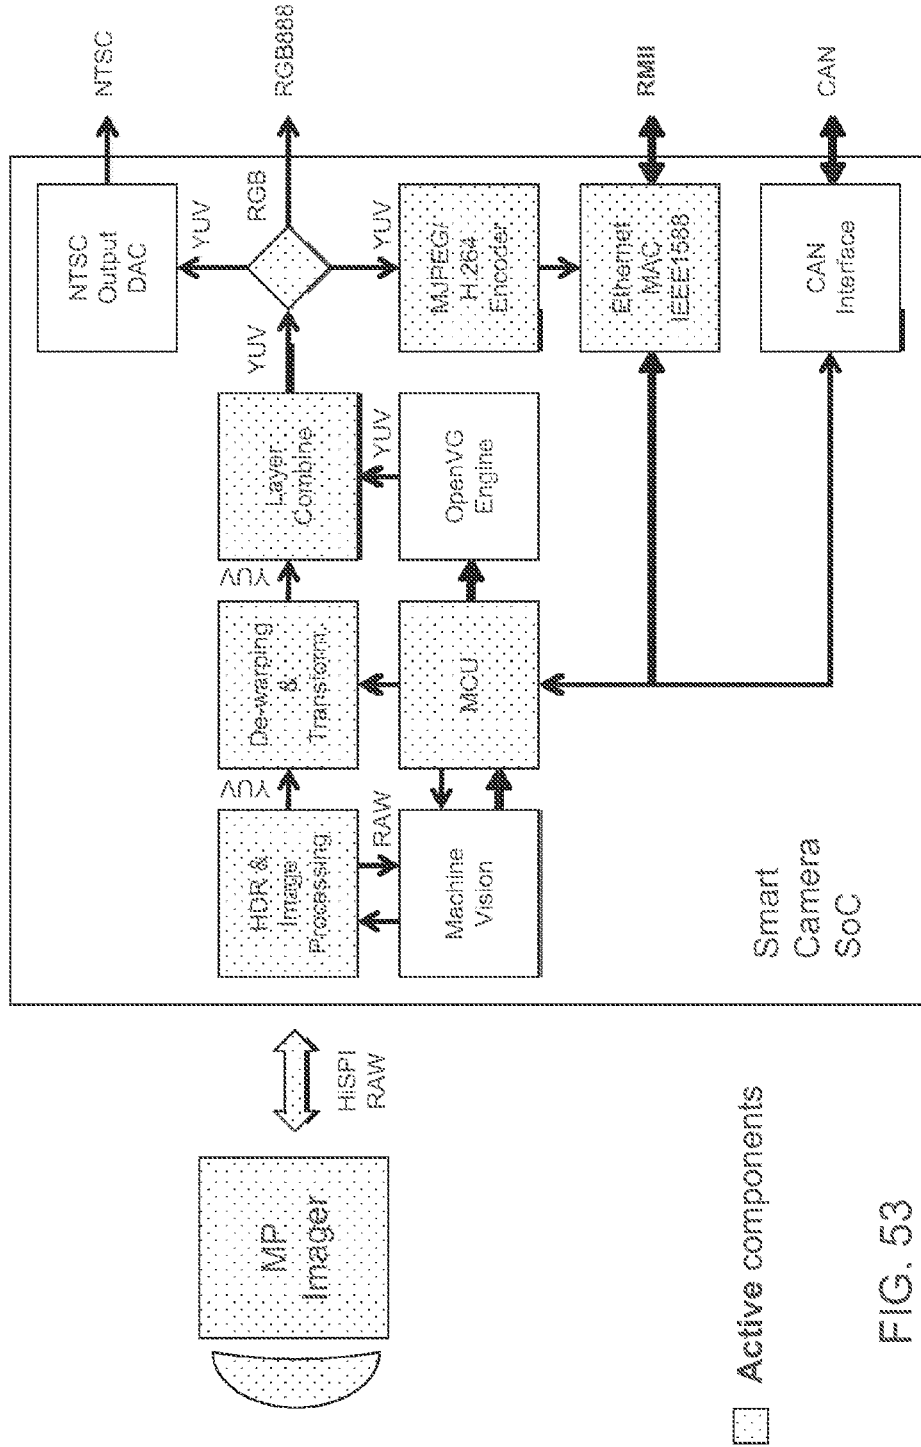 MP
Imager
HiSPI
RAW
HDR &
Image
Processing
YUV
De-warping
&
Transform.
YUV
Layer
Combine
YUV
YUV
NTSC
Output
DAC
NTSC
RGB
RGB888
RAW
Machine
Vision
MCU
OpenVG
Engine
YUV
YUV
MJPEG/
H.264
Encoder
Ethernet
MAC,
IEEE1588
RMII
CAN
Interface
CAN
Smart
Camera
SoC
Active components
FIG. 53